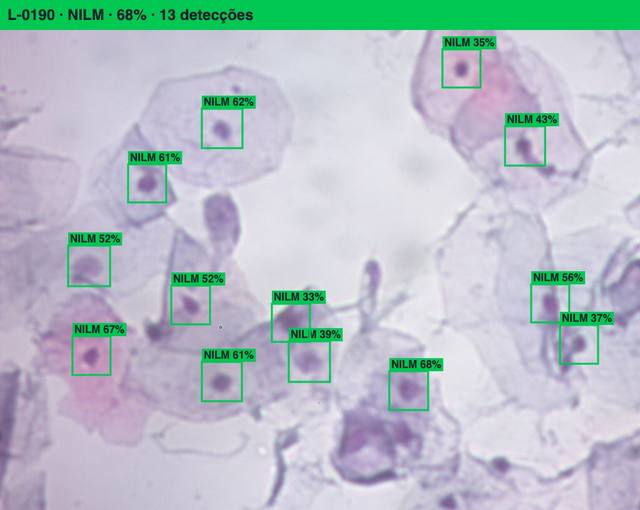 L-0190 · NILM · 68% · 13 detecções
NILM 35%
NILM 62%
NILM 43%
NILM 61%
NILM 52%
NILM 52%
NILM 56%
NILM 33%
NILM 37%
NILM 67%
NILM 39%
NILM 61%
NILM 68%